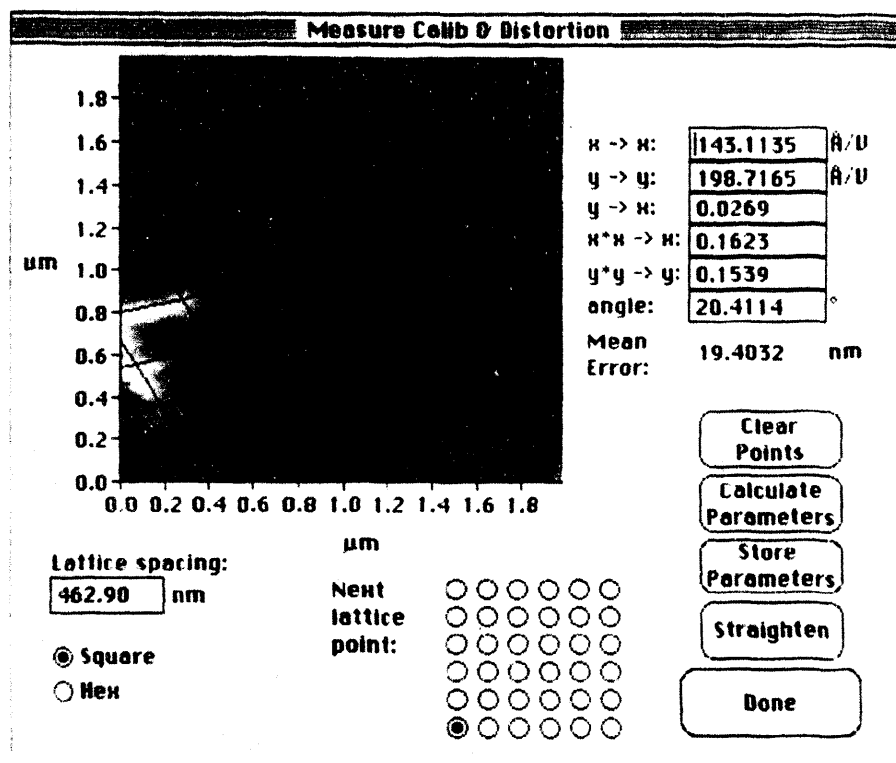 Measure Calib & Distortion
1.8
1.6
1.4
1.2
µm 1.0
0.8
0.6
0.4
0.2
0.0
0.0 0.2 0.4 0.6 0.8 1.0 1.2 1.4 1.6 1.8
µm
x -> x: 143.1135 Å/V
y -> y: 198.7165 Å/V
y -> x: 0.0269
x*x -> x: 0.1623
y*y -> y: 0.1539
angle: 20.4114 °
Mean
Error: 19.4032 nm
Clear
Points
Calculate
Parameters
Store
Parameters
Straighten
Done
Lattice spacing:
462.90 nm
Square
Hex
Next
lattice
point: